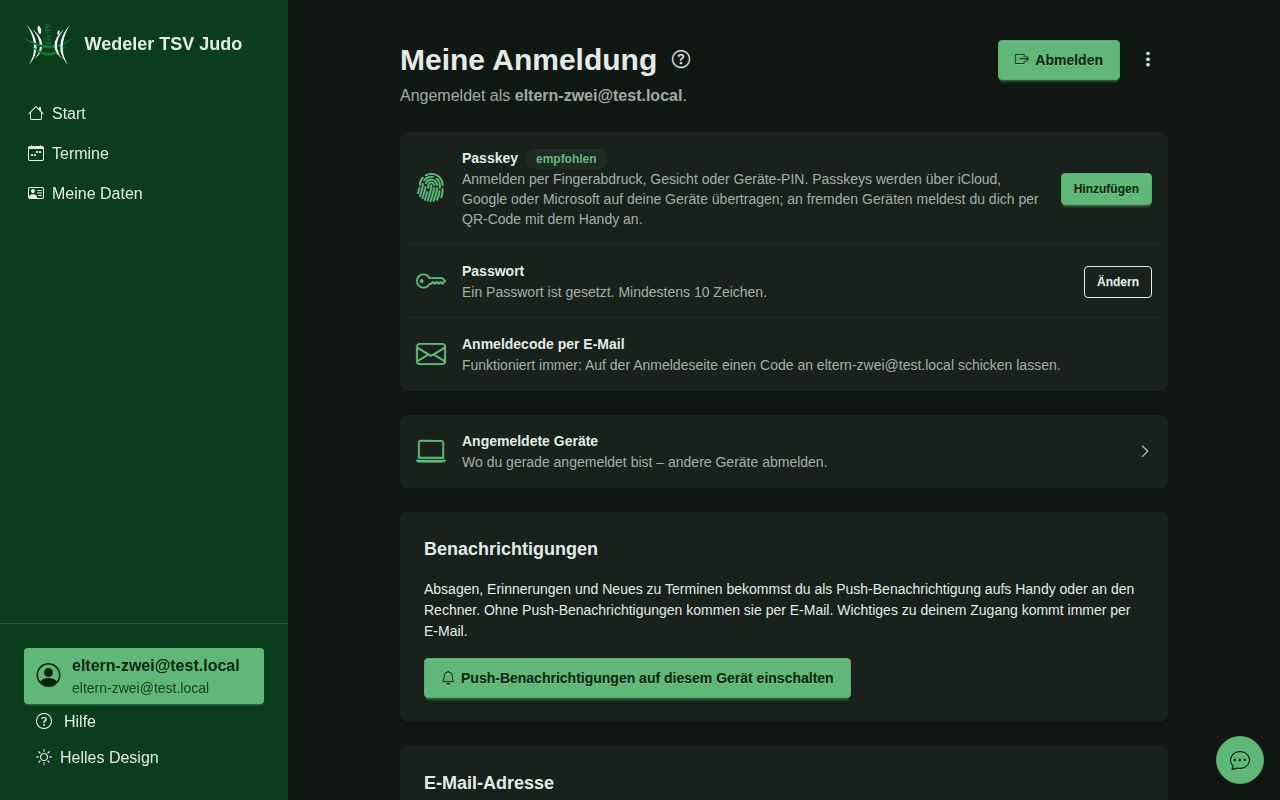 Wedeler TSV Judo
Start
Termine
Meine Daten
eltern-zwei@test.local
eltern-zwei@test.local
Hilfe
Helles Design
Meine Anmeldung
Abmelden
Angemeldet als eltern-zwei@test.local.
Passkey empfohlen
Anmelden per Fingerabdruck, Gesicht oder Geräte-PIN. Passkeys werden über iCloud,
Google oder Microsoft auf deine Geräte übertragen; an fremden Geräten meldest du dich per
QR-Code mit dem Handy an.
Hinzufügen
Passwort
Ein Passwort ist gesetzt. Mindestens 10 Zeichen.
Ändern
Anmeldecode per E-Mail
Funktioniert immer: Auf der Anmeldeseite einen Code an eltern-zwei@test.local schicken lassen.
Angemeldete Geräte
Wo du gerade angemeldet bist – andere Geräte abmelden.
Benachrichtigungen
Absagen, Erinnerungen und Neues zu Terminen bekommst du als Push-Benachrichtigung aufs Handy oder an den
Rechner. Ohne Push-Benachrichtigungen kommen sie per E-Mail. Wichtiges zu deinem Zugang kommt immer per
E-Mail.
Push-Benachrichtigungen auf diesem Gerät einschalten
E-Mail-Adresse